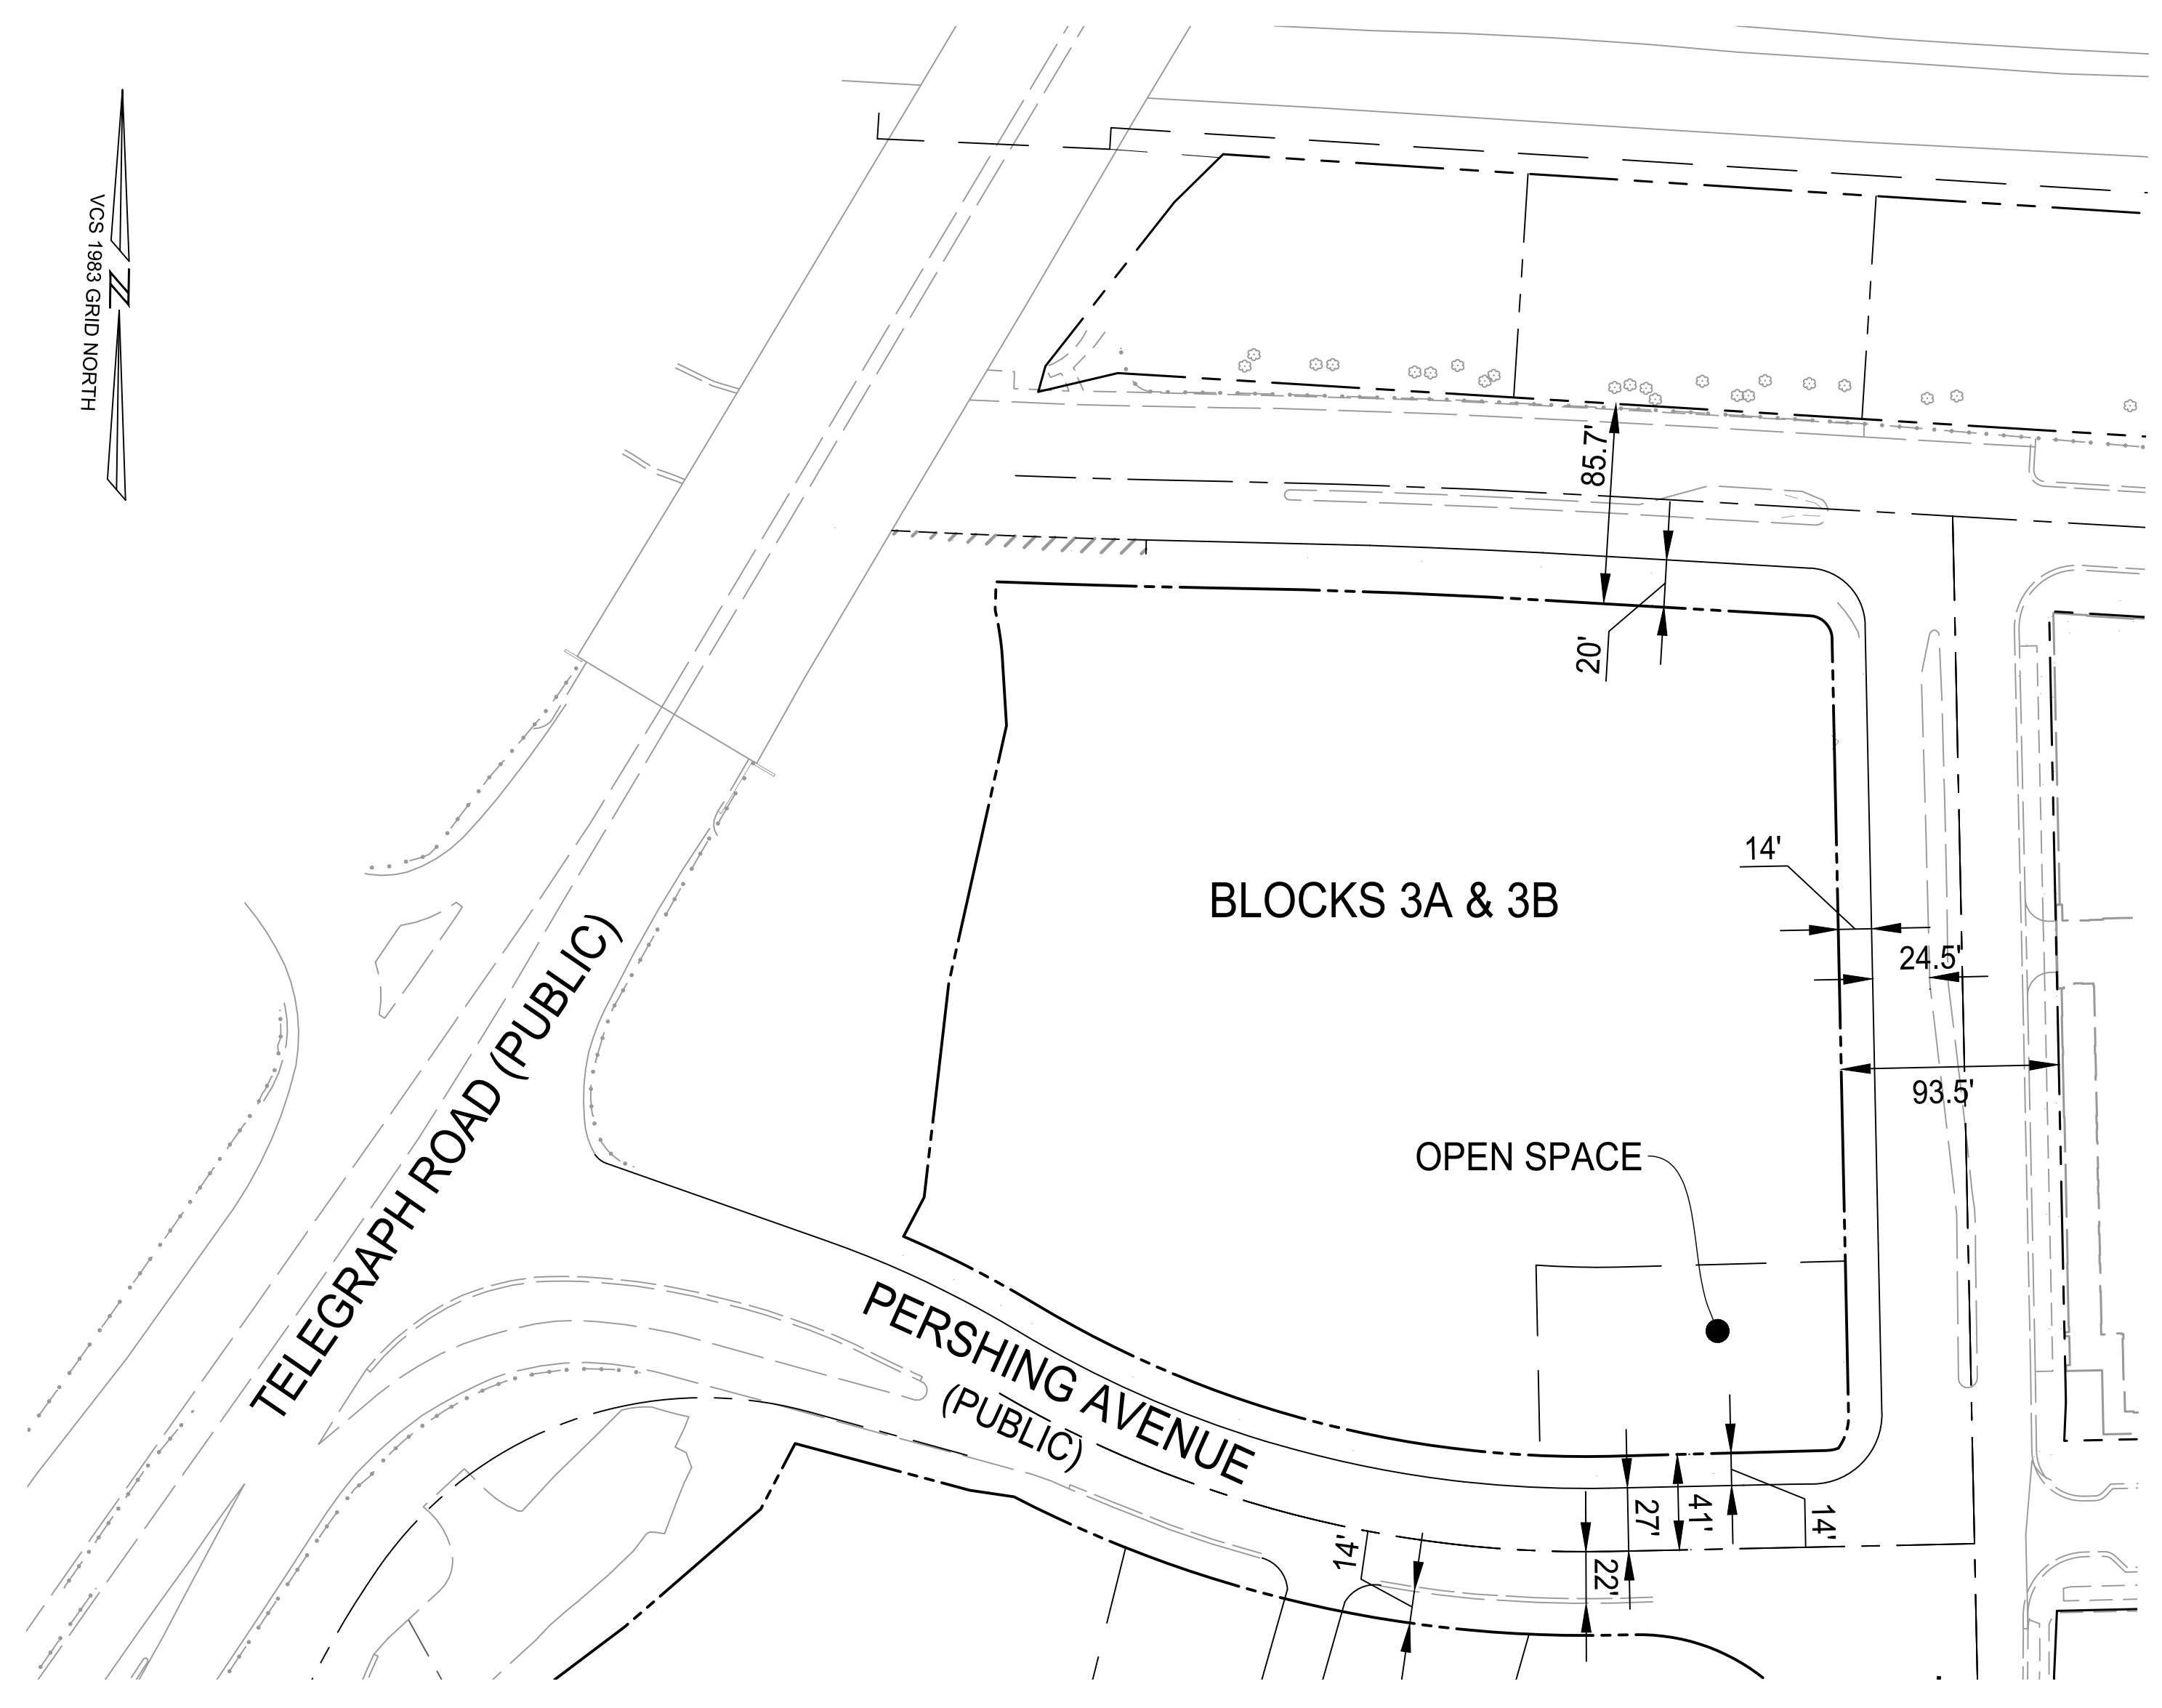 VCS 1983 GRID NORTH
N
85.7'
20'
14'
BLOCKS 3A & 3B
24.5'
93.5'
TELEGRAPH ROAD (PUBLIC)
OPEN SPACE
PERSHING AVENUE
(PUBLIC)
27'
41'
14'
14'
22'